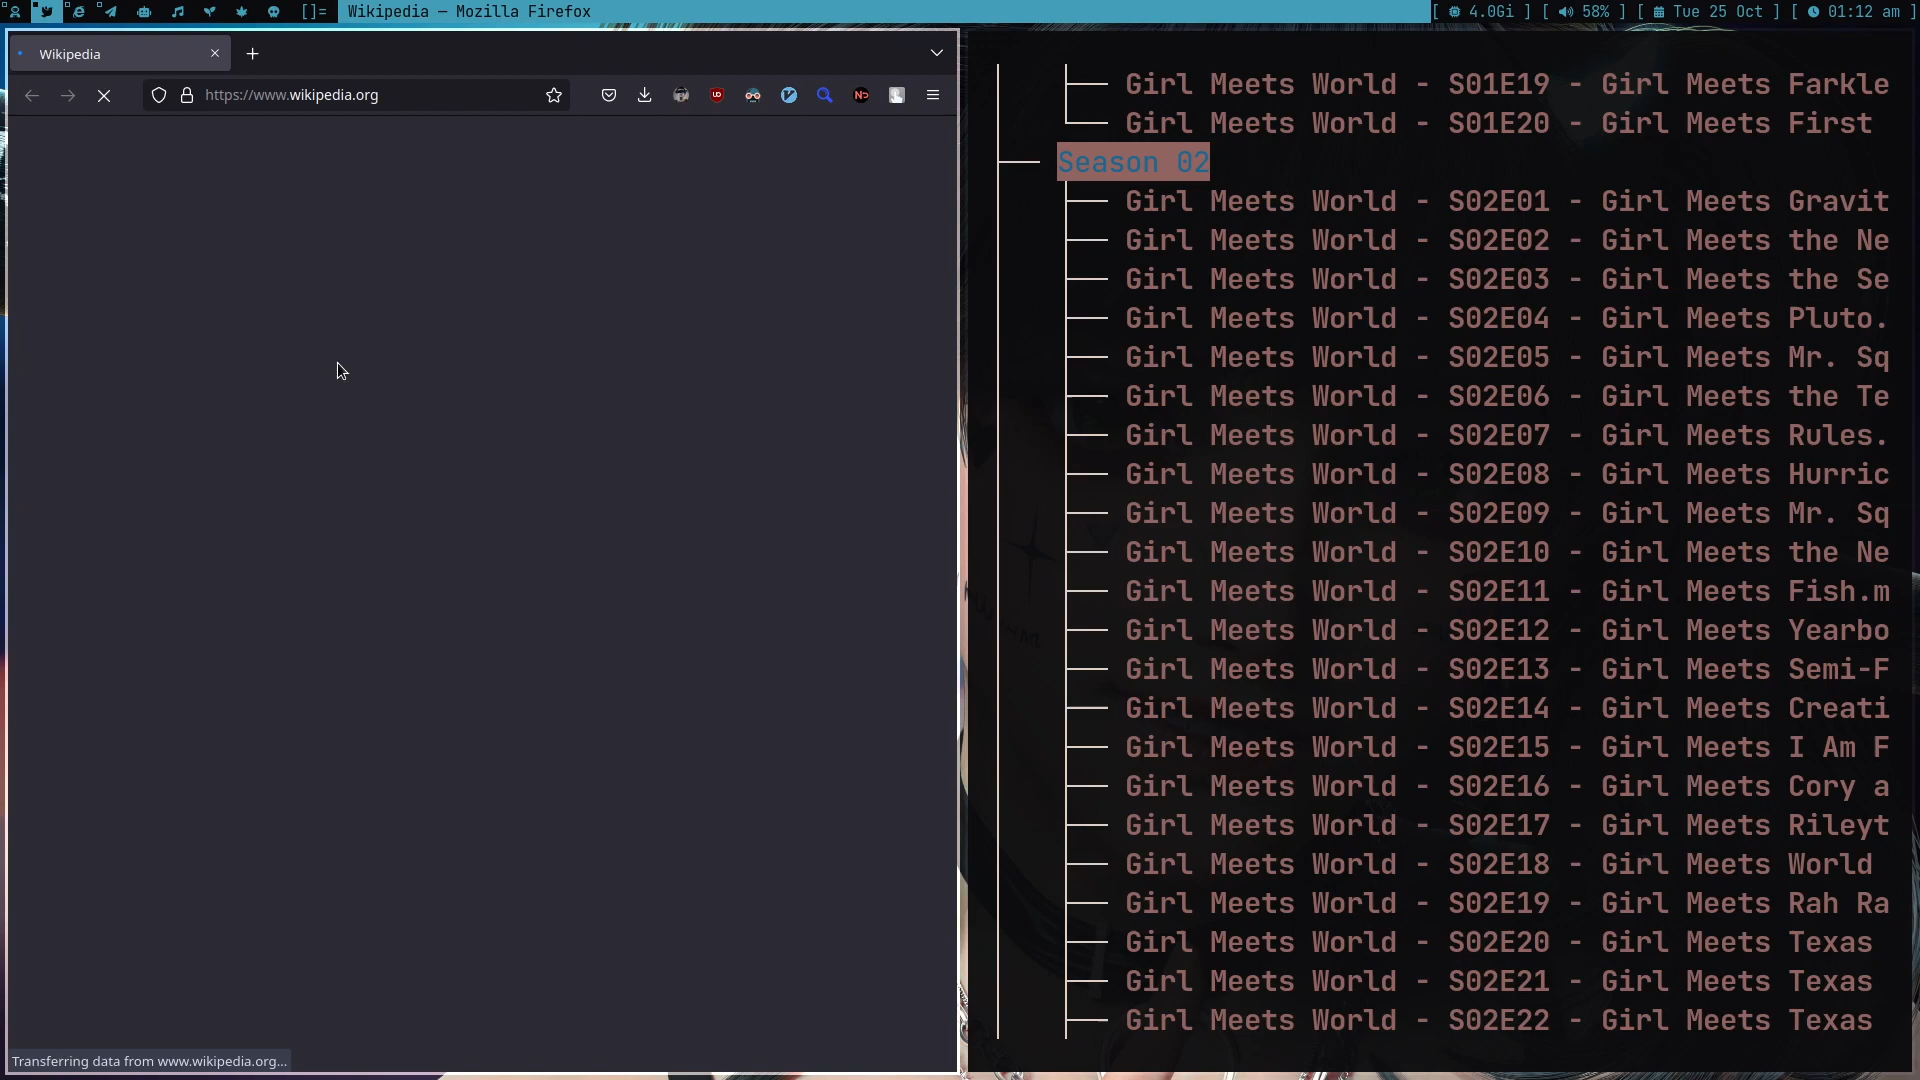 []= Wikipedia — Mozilla Firefox [ 4.0Gi ] [ 58% ] [ Tue 25 Oct ] [ 01:12 am ]
Wikipedia
https://www.wikipedia.org
Transferring data from www.wikipedia.org...
Girl Meets World - S01E19 - Girl Meets Farkle
Girl Meets World - S01E20 - Girl Meets First
Season 02
Girl Meets World - S02E01 - Girl Meets Gravit
Girl Meets World - S02E02 - Girl Meets the Ne
Girl Meets World - S02E03 - Girl Meets the Se
Girl Meets World - S02E04 - Girl Meets Pluto.
Girl Meets World - S02E05 - Girl Meets Mr. Sq
Girl Meets World - S02E06 - Girl Meets the Te
Girl Meets World - S02E07 - Girl Meets Rules.
Girl Meets World - S02E08 - Girl Meets Hurric
Girl Meets World - S02E09 - Girl Meets Mr. Sq
Girl Meets World - S02E10 - Girl Meets the Ne
Girl Meets World - S02E11 - Girl Meets Fish.m
Girl Meets World - S02E12 - Girl Meets Yearbo
Girl Meets World - S02E13 - Girl Meets Semi-F
Girl Meets World - S02E14 - Girl Meets Creati
Girl Meets World - S02E15 - Girl Meets I Am F
Girl Meets World - S02E16 - Girl Meets Cory a
Girl Meets World - S02E17 - Girl Meets Rileyt
Girl Meets World - S02E18 - Girl Meets World
Girl Meets World - S02E19 - Girl Meets Rah Ra
Girl Meets World - S02E20 - Girl Meets Texas
Girl Meets World - S02E21 - Girl Meets Texas
Girl Meets World - S02E22 - Girl Meets Texas